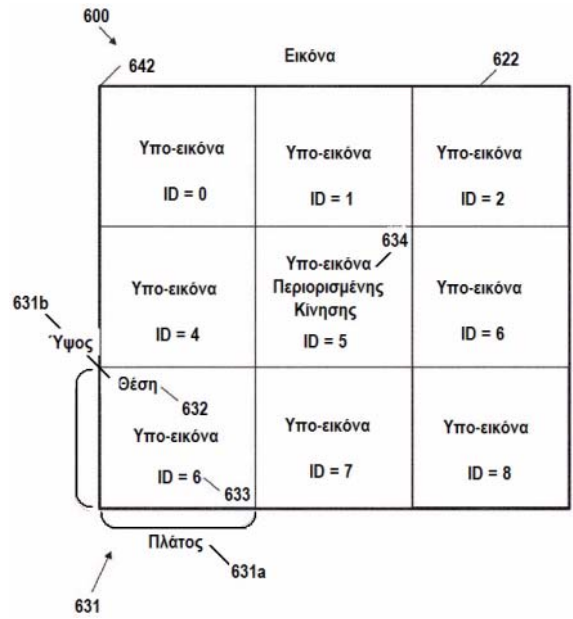 600
Εικόνα
642
622
Υπο-εικόνα
ID = 0
Υπο-εικόνα
ID = 1
Υπο-εικόνα
ID = 2
634
Υπο-εικόνα
ID = 4
Υπο-εικόνα
Περιορισμένης
Κίνησης
ID = 5
Υπο-εικόνα
ID = 6
631b
Ύψος
Θέση
632
Υπο-εικόνα
ID = 6
633
Υπο-εικόνα
ID = 7
Υπο-εικόνα
ID = 8
Πλάτος
631a
631